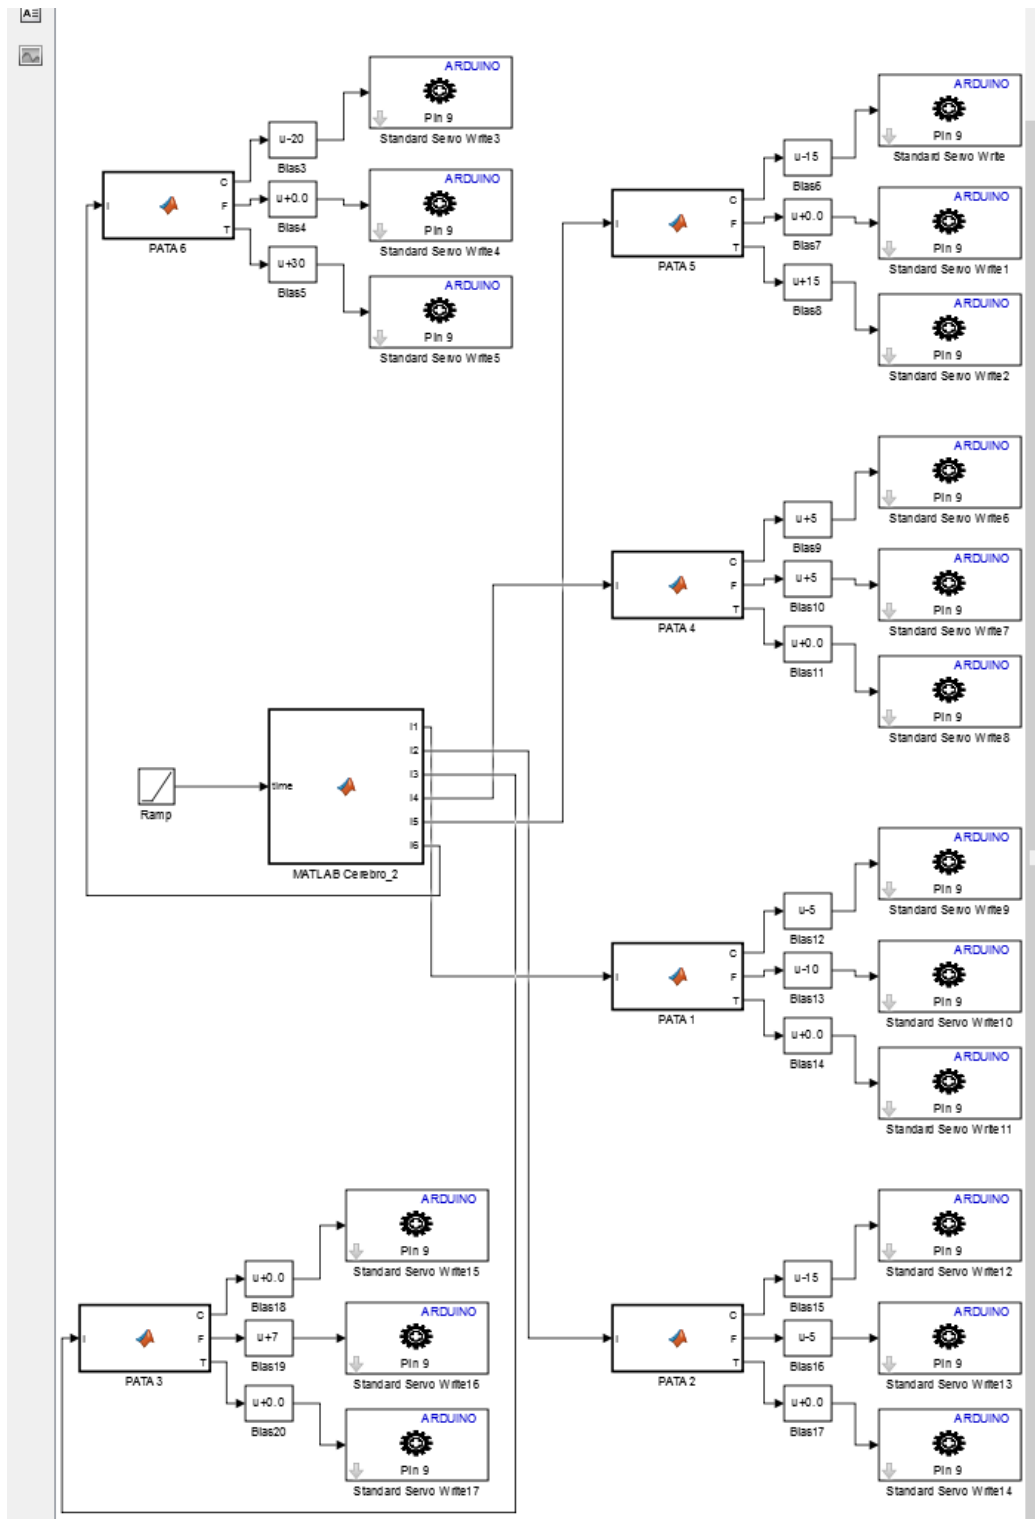 A
ARDUINO
Pin 9
Standard Servo Write3
u-20
Bias3
ARDUINO
Pin 9
Standard Servo Write4
u+0.0
Bias4
I
C
F
T
PATA 6
u+30
Bias5
ARDUINO
Pin 9
Standard Servo Write5
ARDUINO
Pin 9
Standard Servo Write
u-15
Bias6
ARDUINO
Pin 9
Standard Servo Write1
I
C
F
T
PATA 5
u+0.0
Bias7
u+15
Bias8
ARDUINO
Pin 9
Standard Servo Write2
ARDUINO
Pin 9
Standard Servo Write6
u+5
Bias9
ARDUINO
Pin 9
Standard Servo Write7
I
C
F
T
PATA 4
u+5
Bias10
u+0.0
Bias11
ARDUINO
Pin 9
Standard Servo Write8
Ramp
time
I1
I2
I3
I4
I5
I6
MATLAB Cerebro_2
ARDUINO
Pin 9
Standard Servo Write9
u-5
Bias12
ARDUINO
Pin 9
Standard Servo Write10
I
C
F
T
PATA 1
u-10
Bias13
u+0.0
Bias14
ARDUINO
Pin 9
Standard Servo Write11
ARDUINO
Pin 9
Standard Servo Write15
u+0.0
Bias18
I
C
F
T
PATA 3
u+7
Bias19
ARDUINO
Pin 9
Standard Servo Write16
u+0.0
Bias20
ARDUINO
Pin 9
Standard Servo Write17
ARDUINO
Pin 9
Standard Servo Write12
u-15
Bias15
I
C
F
T
PATA 2
u-5
Bias16
ARDUINO
Pin 9
Standard Servo Write13
u+0.0
Bias17
ARDUINO
Pin 9
Standard Servo Write14